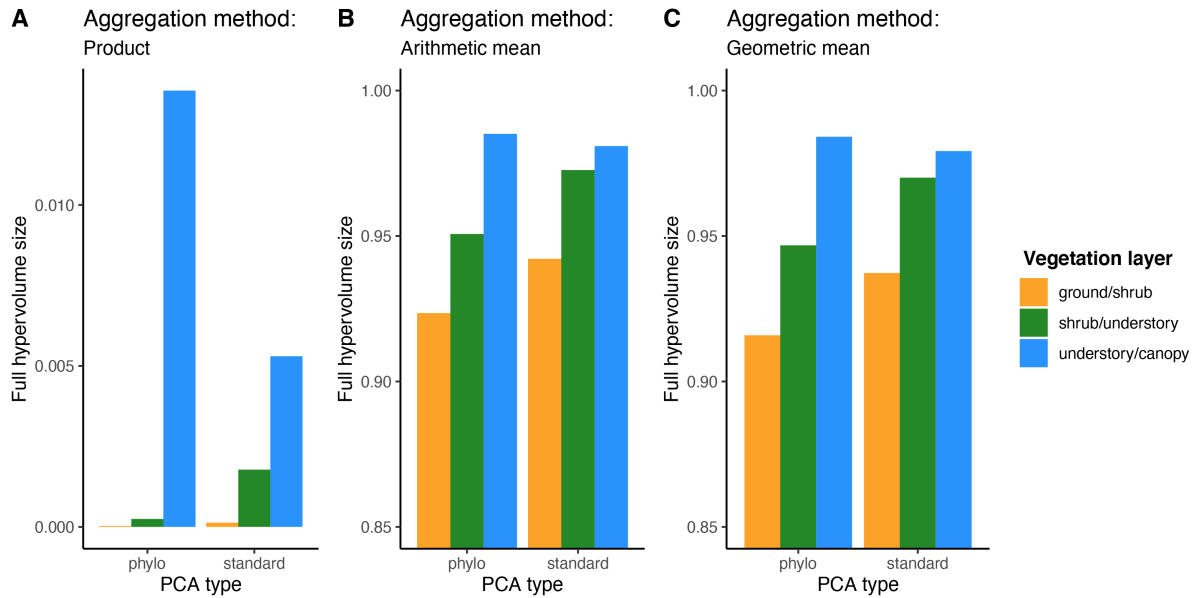 A
Aggregation method:
Product
Full hypervolume size
0.010
0.005
0.000
phylo
standard
PCA type
B
Aggregation method:
Arithmetic mean
Full hypervolume size
1.00
0.95
0.90
0.85
phylo
standard
PCA type
C
Aggregation method:
Geometric mean
Full hypervolume size
1.00
0.95
0.90
0.85
phylo
standard
PCA type
Vegetation layer
ground/shrub
shrub/understory
understory/canopy